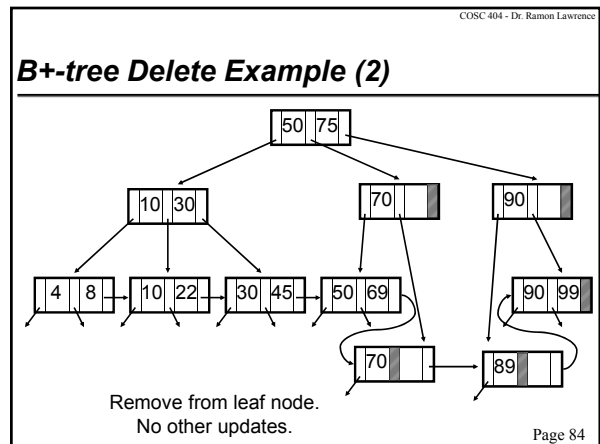 COSC 404 - Dr. Ramon Lawrence
B+-tree Delete Example (2)
50 75
10 30
70
90
4 8
10 22
30 45
50 69
90 99
70
89
Remove from leaf node.
No other updates.
Page 84